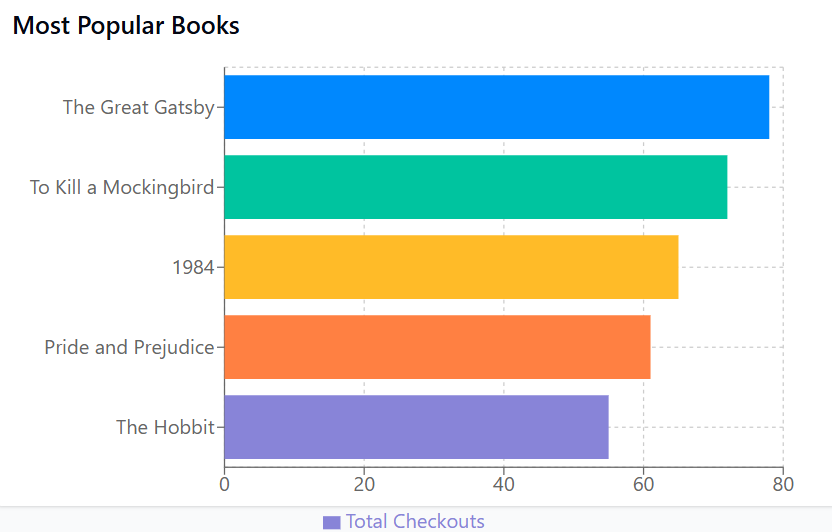 Most Popular Books
The Great Gatsby
To Kill a Mockingbird
1984
Pride and Prejudice
The Hobbit
0 20 40 60 80
Total Checkouts